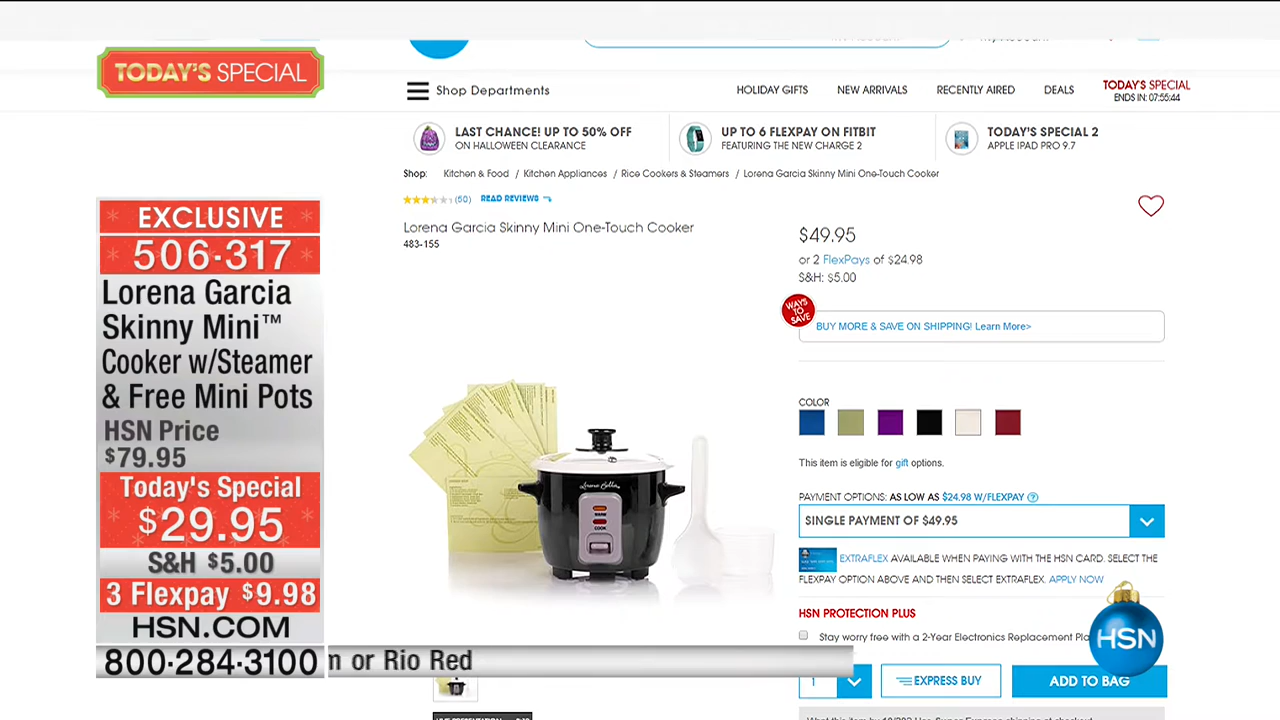 TODAY'S SPECIAL
Shop Departments
HOLIDAY GIFTS
NEW ARRIVALS
RECENTLY AIRED
DEALS
TODAY'S SPECIAL
ENDS IN: 07:55:44
LAST CHANCE! UP TO 50% OFF
ON HALLOWEEN CLEARANCE
UP TO 6 FLEXPAY ON FITBIT
FEATURING THE NEW CHARGE 2
TODAY'S SPECIAL 2
APPLE IPAD PRO 9.7
Shop: Kitchen & Food / Kitchen Appliances / Rice Cookers & Steamers / Lorena Garcia Skinny Mini One-Touch Cooker
(50) READ REVIEWS
Lorena Garcia Skinny Mini One-Touch Cooker
483-155
$49.95
or 2 FlexPays of $24.98
S&H: $5.00
WAYS
TO
SAVE
BUY MORE & SAVE ON SHIPPING! Learn More>
COLOR
This item is eligible for gift options.
PAYMENT OPTIONS: AS LOW AS $24.98 W/FLEXPAY ?
SINGLE PAYMENT OF $49.95
EXTRAFLEX AVAILABLE WHEN PAYING WITH THE HSN CARD. SELECT THE
FLEXPAY OPTION ABOVE AND THEN SELECT EXTRAFLEX. APPLY NOW
HSN PROTECTION PLUS
Stay worry free with a 2-Year Electronics Replacement
1
EXPRESS BUY
ADD TO BAG
HSN
WARM
COOK
EXCLUSIVE
506-317
Lorena Garcia
Skinny Mini™
Cooker w/Steamer
& Free Mini Pots
HSN Price
$79.95
Today's Special
$29.95
S&H $5.00
3 Flexpay $9.98
HSN.COM
800-284-3100
or Rio Red